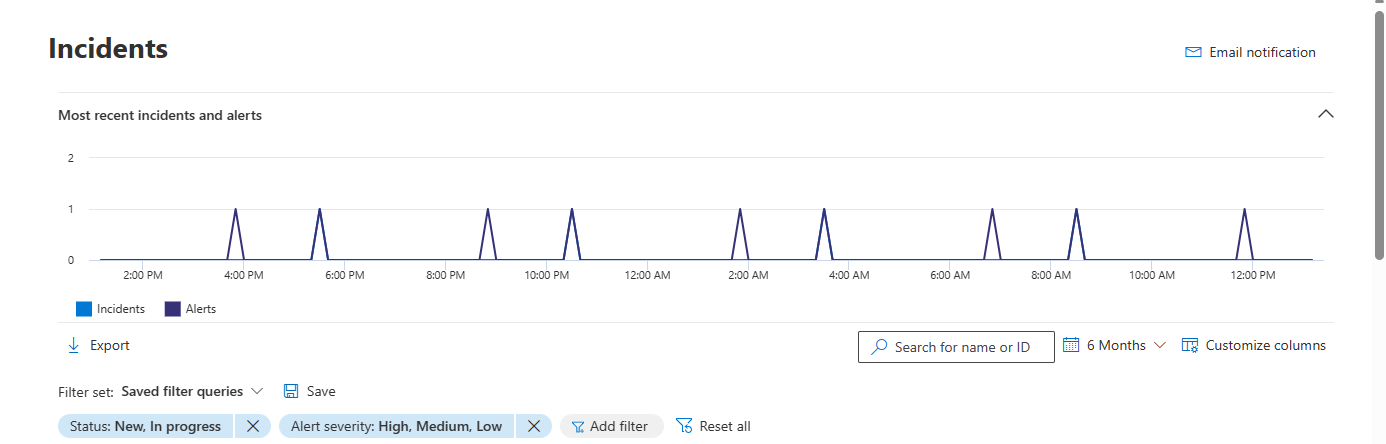 Incidents
Email notification
Most recent incidents and alerts
2
1
0
2:00 PM 4:00 PM 6:00 PM 8:00 PM 10:00 PM 12:00 AM 2:00 AM 4:00 AM 6:00 AM 8:00 AM 10:00 AM 12:00 PM
Incidents Alerts
Export Search for name or ID 6 Months Customize columns
Filter set: Saved filter queries Save
Status: New, In progress Alert severity: High, Medium, Low Add filter Reset all